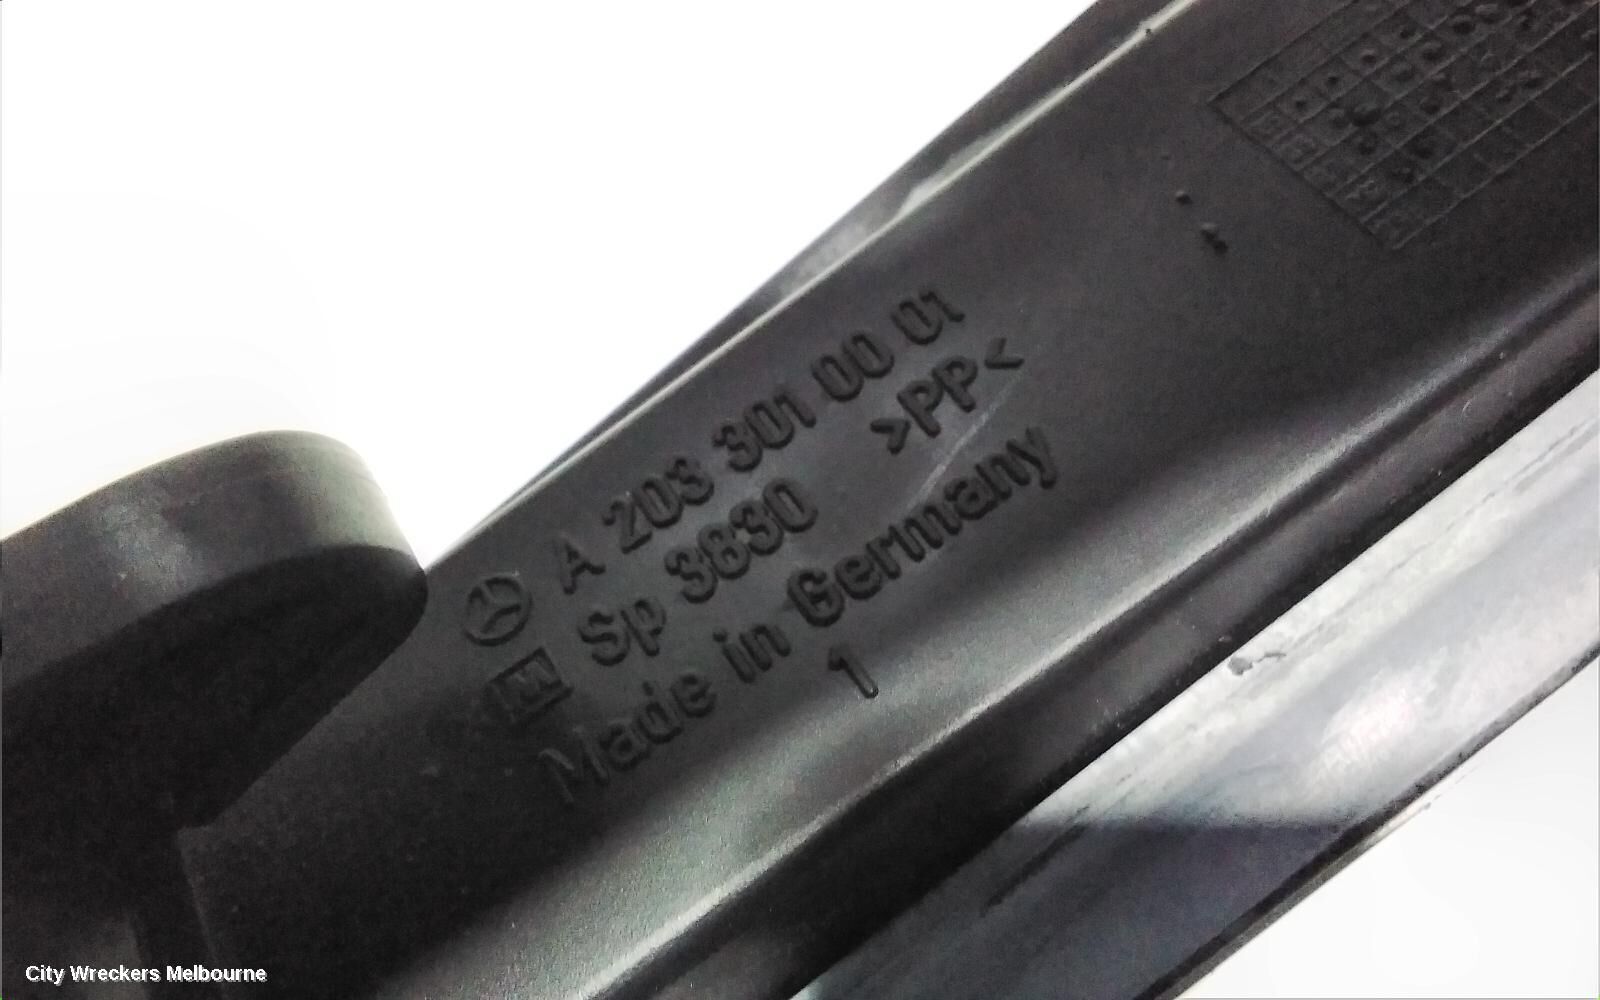 A 203 301 00 01
Sp 3830 >PP<
Made in Germany
1
City Wreckers Melbourne